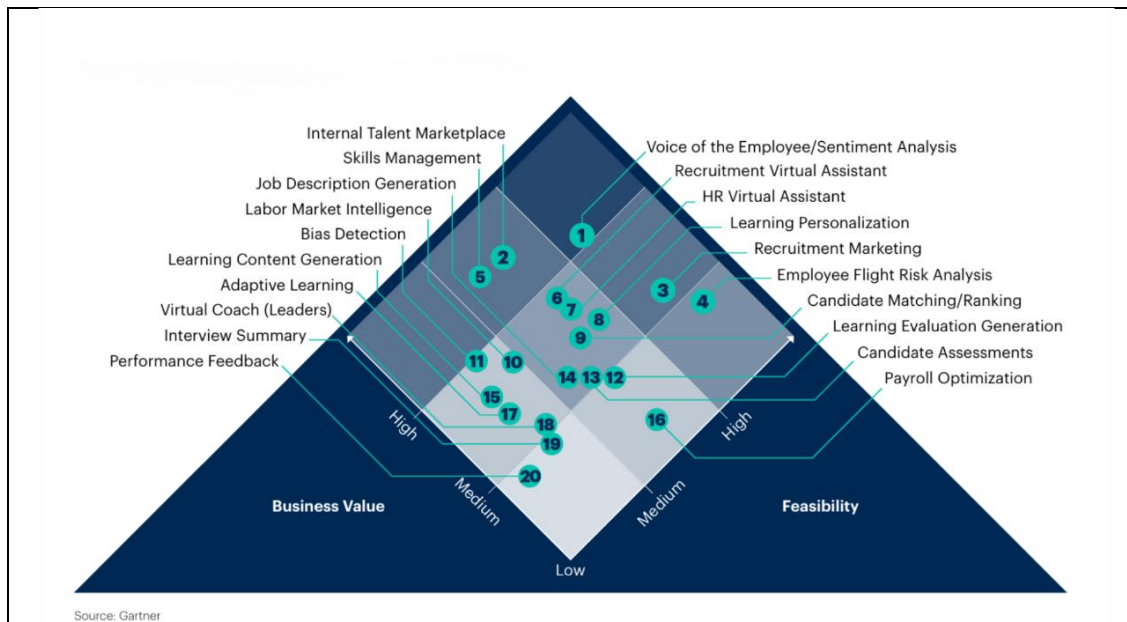 Internal Talent Marketplace
Skills Management
Job Description Generation
Labor Market Intelligence
Bias Detection
Learning Content Generation
Adaptive Learning
Virtual Coach (Leaders)
Interview Summary
Performance Feedback
Voice of the Employee/Sentiment Analysis
Recruitment Virtual Assistant
HR Virtual Assistant
Learning Personalization
Recruitment Marketing
Employee Flight Risk Analysis
Candidate Matching/Ranking
Learning Evaluation Generation
Candidate Assessments
Payroll Optimization
1
2
5
3
4
6
7
8
9
11
10
14
13
12
15
17
18
16
19
20
High
Medium
Low
Medium
High
Business Value
Feasibility
Source: Gartner